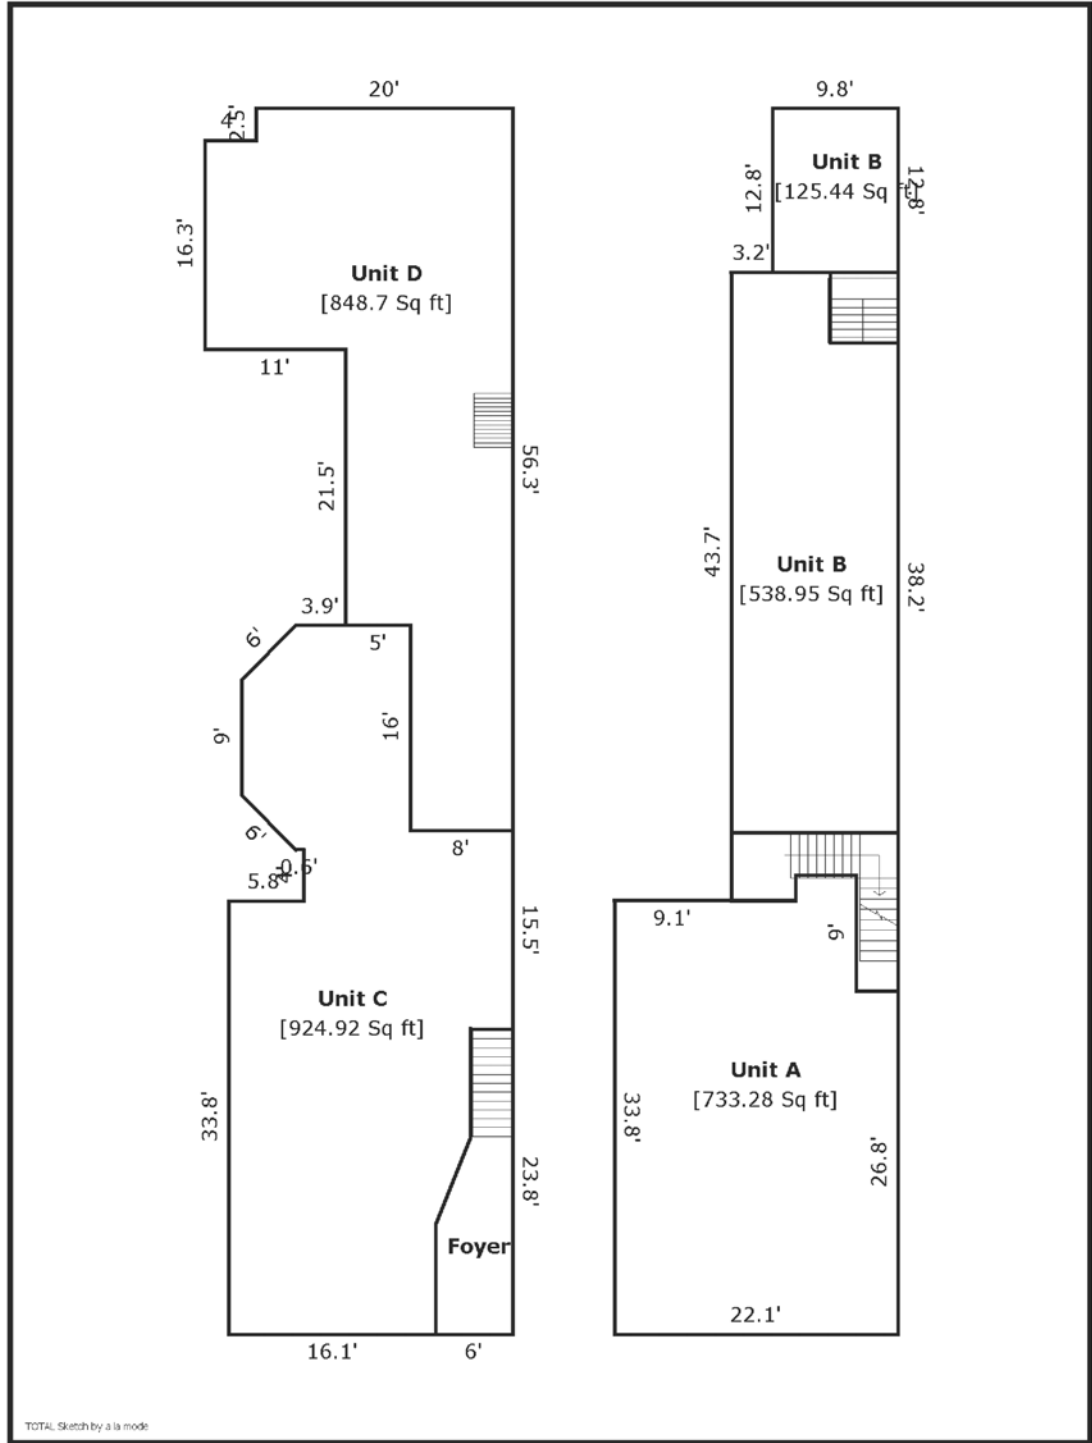 20'
4'
2.5'
16.3'
Unit D
[848.7 Sq ft]
11'
21.5'
56.3'
3.9'
5'
6'
9'
16'
6'
0.6'
4'
5.8'
8'
15.5'
Unit C
[924.92 Sq ft]
33.8'
23.8'
Foyer
16.1'
6'
9.8'
12.8'
Unit B
[125.44 Sq ft]
12.8'
3.2'
43.7'
Unit B
[538.95 Sq ft]
38.2'
9.1'
9'
Unit A
[733.28 Sq ft]
33.8'
26.8'
22.1'
TOTAL Sketch by a la mode